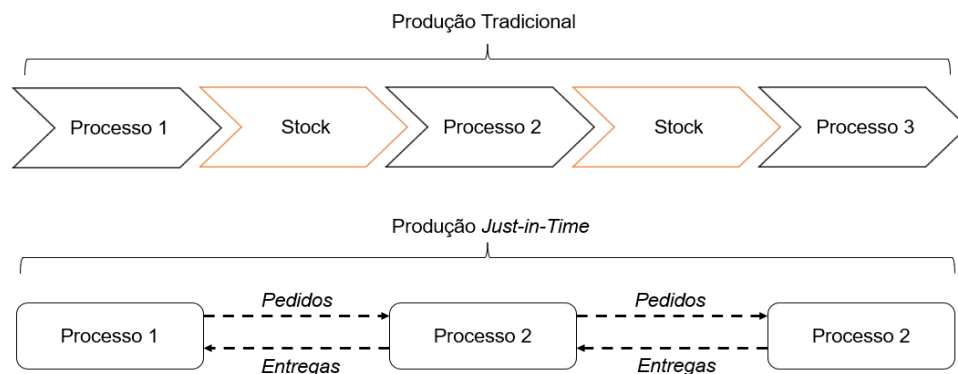 Produção Tradicional
Processo 1
Stock
Processo 2
Stock
Processo 3
Produção Just-in-Time
Pedidos
Pedidos
Processo 1
Processo 2
Processo 2
Entregas
Entregas